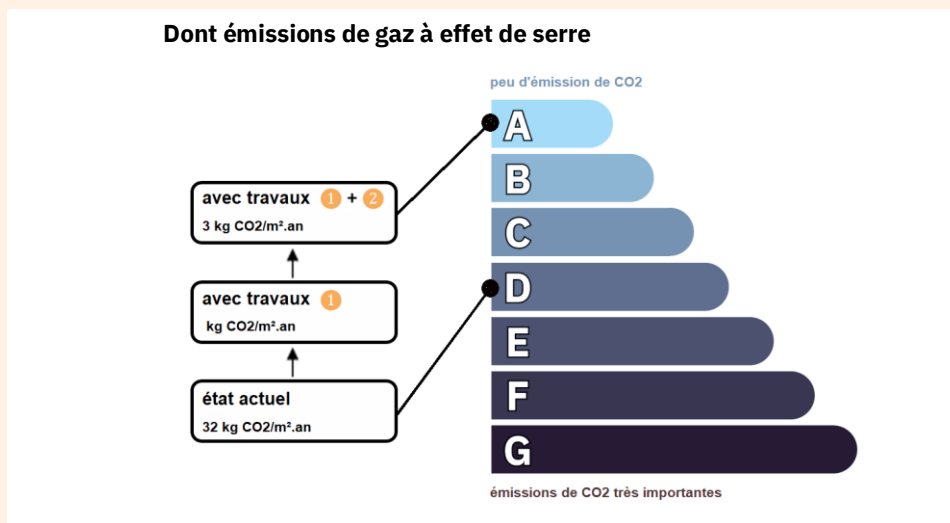 Dont émissions de gaz à effet de serre
peu d'émission de CO2
A
B
C
D
E
F
G
émissions de CO2 très importantes
avec travaux 1 + 2
3 kg CO2/m².an
avec travaux 1
kg CO2/m².an
état actuel
32 kg CO2/m².an